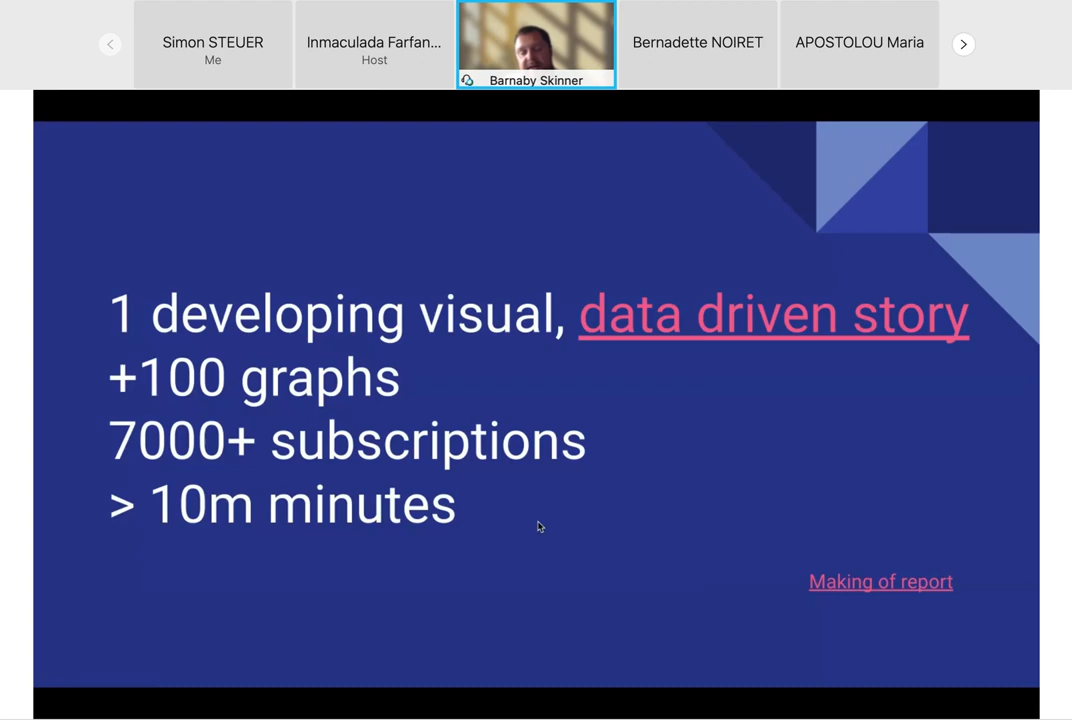 Simon STEUER
Me
Inmaculada Farfan...
Host
Barnaby Skinner
Bernadette NOIRET
APOSTOLOU Maria
1 developing visual, data driven story
+100 graphs
7000+ subscriptions
> 10m minutes
Making of report